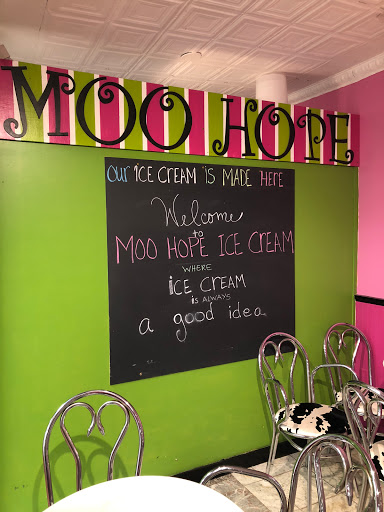 MOO HOPE
our ICE CREAM iS MADE HERE
Welcome
to
MOO HOPE ICE CREAM
WHERE
iCE CREAM
is ALWAYS
a good idea